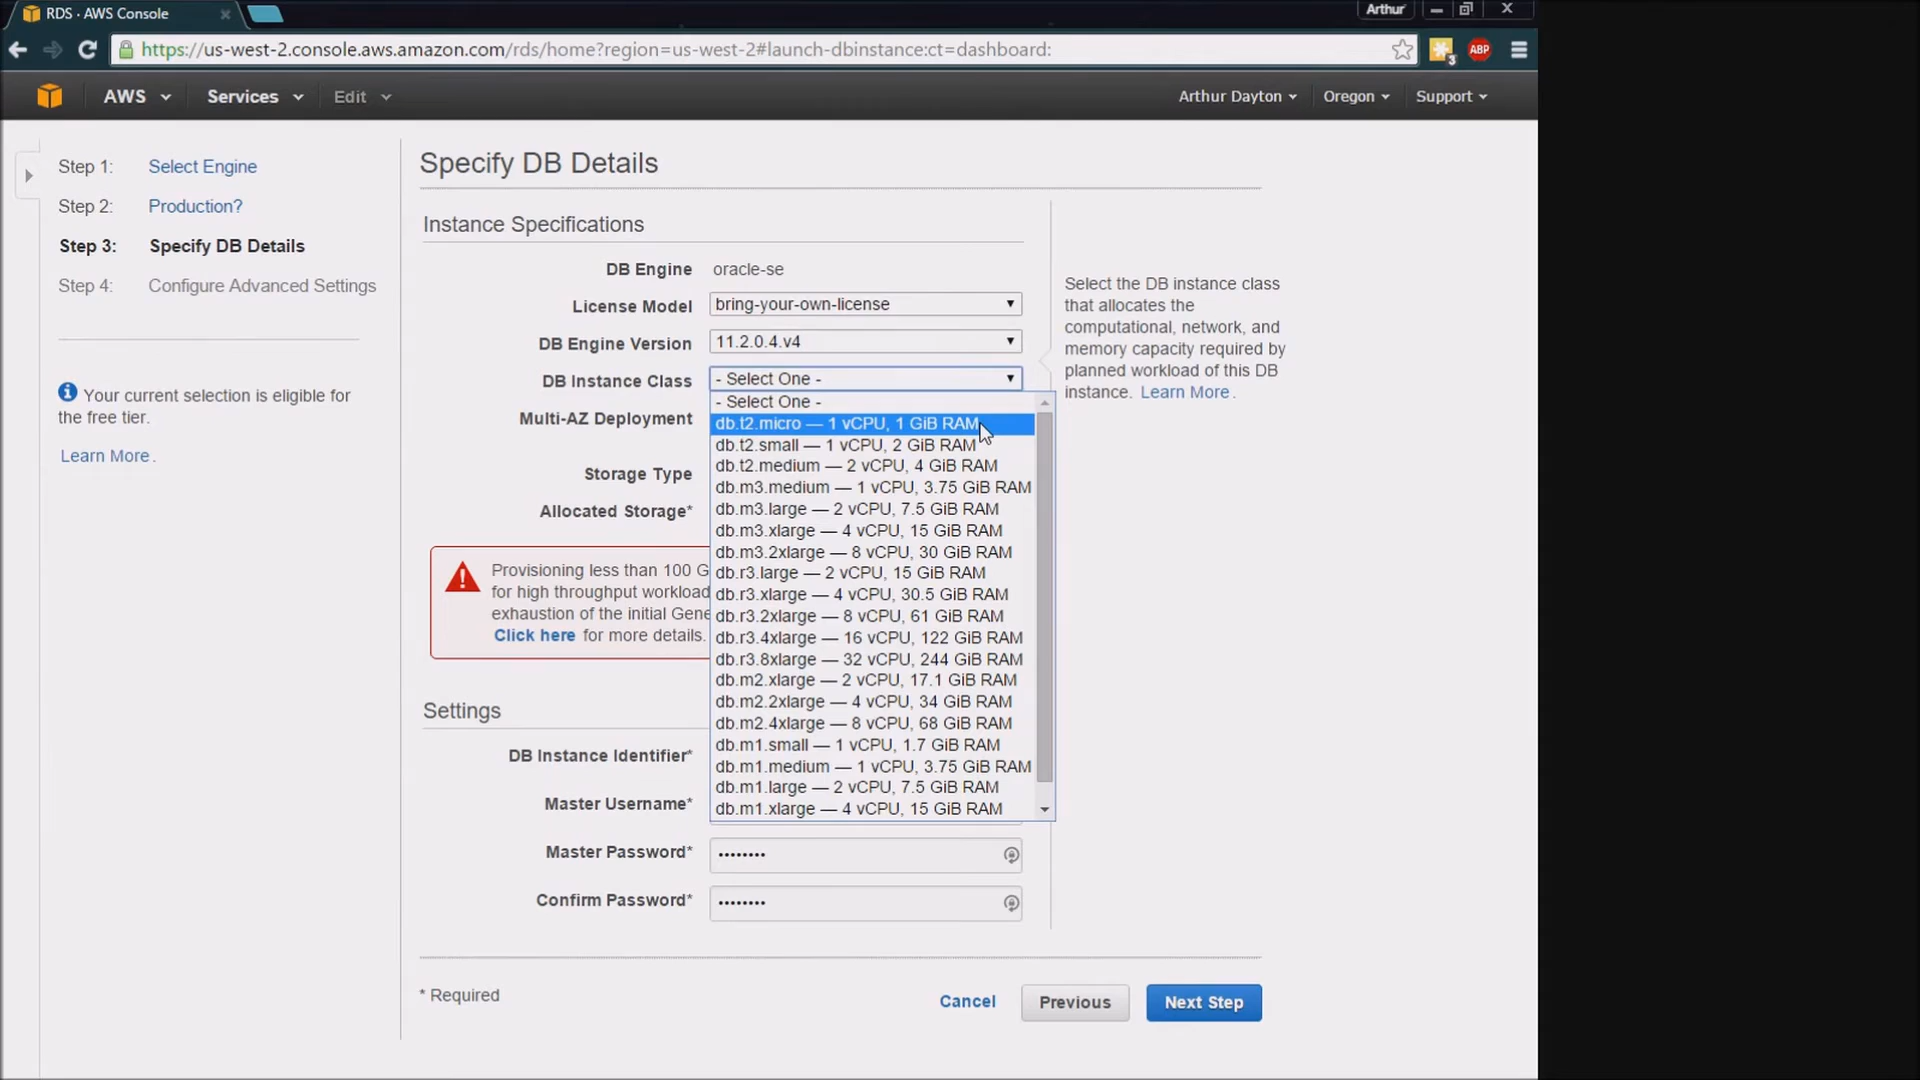 RDS · AWS Console
Arthur
https://us-west-2.console.aws.amazon.com/rds/home?region=us-west-2#launch-dbinstance:ct=dashboard:
3
ABP
AWS
Services
Edit
Arthur Dayton
Oregon
Support
Step 1: Select Engine
Step 2: Production?
Step 3: Specify DB Details
Step 4: Configure Advanced Settings
Your current selection is eligible for
the free tier.
Learn More.
Specify DB Details
Instance Specifications
DB Engine oracle-se
License Model bring-your-own-license
DB Engine Version 11.2.0.4.v4
DB Instance Class - Select One -
Multi-AZ Deployment
Storage Type
Allocated Storage*
- Select One -
db.t2.micro — 1 vCPU, 1 GiB RAM
db.t2.small — 1 vCPU, 2 GiB RAM
db.t2.medium — 2 vCPU, 4 GiB RAM
db.m3.medium — 1 vCPU, 3.75 GiB RAM
db.m3.large — 2 vCPU, 7.5 GiB RAM
db.m3.xlarge — 4 vCPU, 15 GiB RAM
db.m3.2xlarge — 8 vCPU, 30 GiB RAM
db.r3.large — 2 vCPU, 15 GiB RAM
db.r3.xlarge — 4 vCPU, 30.5 GiB RAM
db.r3.2xlarge — 8 vCPU, 61 GiB RAM
db.r3.4xlarge — 16 vCPU, 122 GiB RAM
db.r3.8xlarge — 32 vCPU, 244 GiB RAM
db.m2.xlarge — 2 vCPU, 17.1 GiB RAM
db.m2.2xlarge — 4 vCPU, 34 GiB RAM
db.m2.4xlarge — 8 vCPU, 68 GiB RAM
db.m1.small — 1 vCPU, 1.7 GiB RAM
db.m1.medium — 1 vCPU, 3.75 GiB RAM
db.m1.large — 2 vCPU, 7.5 GiB RAM
db.m1.xlarge — 4 vCPU, 15 GiB RAM
Provisioning less than 100 G
for high throughput workload
exhaustion of the initial Gene
Click here for more details.
Select the DB instance class
that allocates the
computational, network, and
memory capacity required by
planned workload of this DB
instance. Learn More.
Settings
DB Instance Identifier*
Master Username*
Master Password* ••••••••
Confirm Password* ••••••••
* Required
Cancel
Previous
Next Step